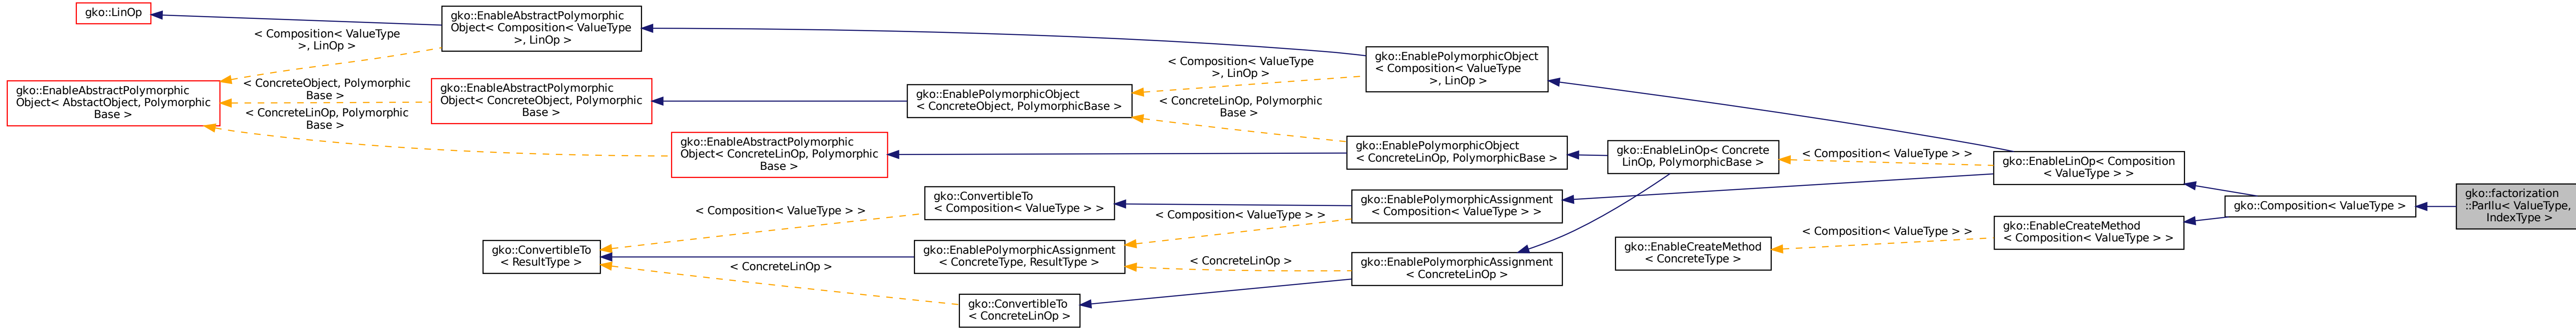 gko::LinOp
gko::EnableAbstractPolymorphic
Object< Composition< ValueType
>, LinOp >
< Composition< ValueType
>, LinOp >
gko::EnableAbstractPolymorphic
Object< AbstactObject, Polymorphic
Base >
< ConcreteObject, Polymorphic
Base >
< ConcreteLinOp, Polymorphic
Base >
gko::EnableAbstractPolymorphic
Object< ConcreteObject, Polymorphic
Base >
gko::EnableAbstractPolymorphic
Object< ConcreteLinOp, Polymorphic
Base >
gko::EnablePolymorphicObject
< ConcreteObject, PolymorphicBase >
< Composition< ValueType
>, LinOp >
< ConcreteLinOp, Polymorphic
Base >
gko::EnablePolymorphicObject
< Composition< ValueType
>, LinOp >
gko::EnablePolymorphicObject
< ConcreteLinOp, PolymorphicBase >
gko::EnableLinOp< Concrete
LinOp, PolymorphicBase >
< Composition< ValueType > >
gko::EnableLinOp< Composition
< ValueType > >
gko::factorization
::ParIlu< ValueType,
IndexType >
gko::Composition< ValueType >
gko::ConvertibleTo
< Composition< ValueType > >
< Composition< ValueType > >
gko::EnablePolymorphicAssignment
< Composition< ValueType > >
< Composition< ValueType > >
gko::EnableCreateMethod
< Composition< ValueType > >
< Composition< ValueType > >
gko::ConvertibleTo
< ResultType >
gko::EnablePolymorphicAssignment
< ConcreteType, ResultType >
< ConcreteLinOp >
< ConcreteLinOp >
gko::EnablePolymorphicAssignment
< ConcreteLinOp >
gko::EnableCreateMethod
< ConcreteType >
gko::ConvertibleTo
< ConcreteLinOp >